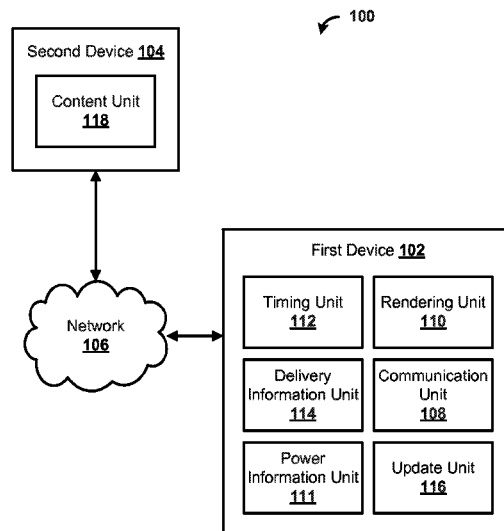 100
Second Device 104
Content Unit
118
Network
106
First Device 102
Timing Unit
112
Rendering Unit
110
Delivery
Information Unit
114
Communication
Unit
108
Power
Information Unit
111
Update Unit
116